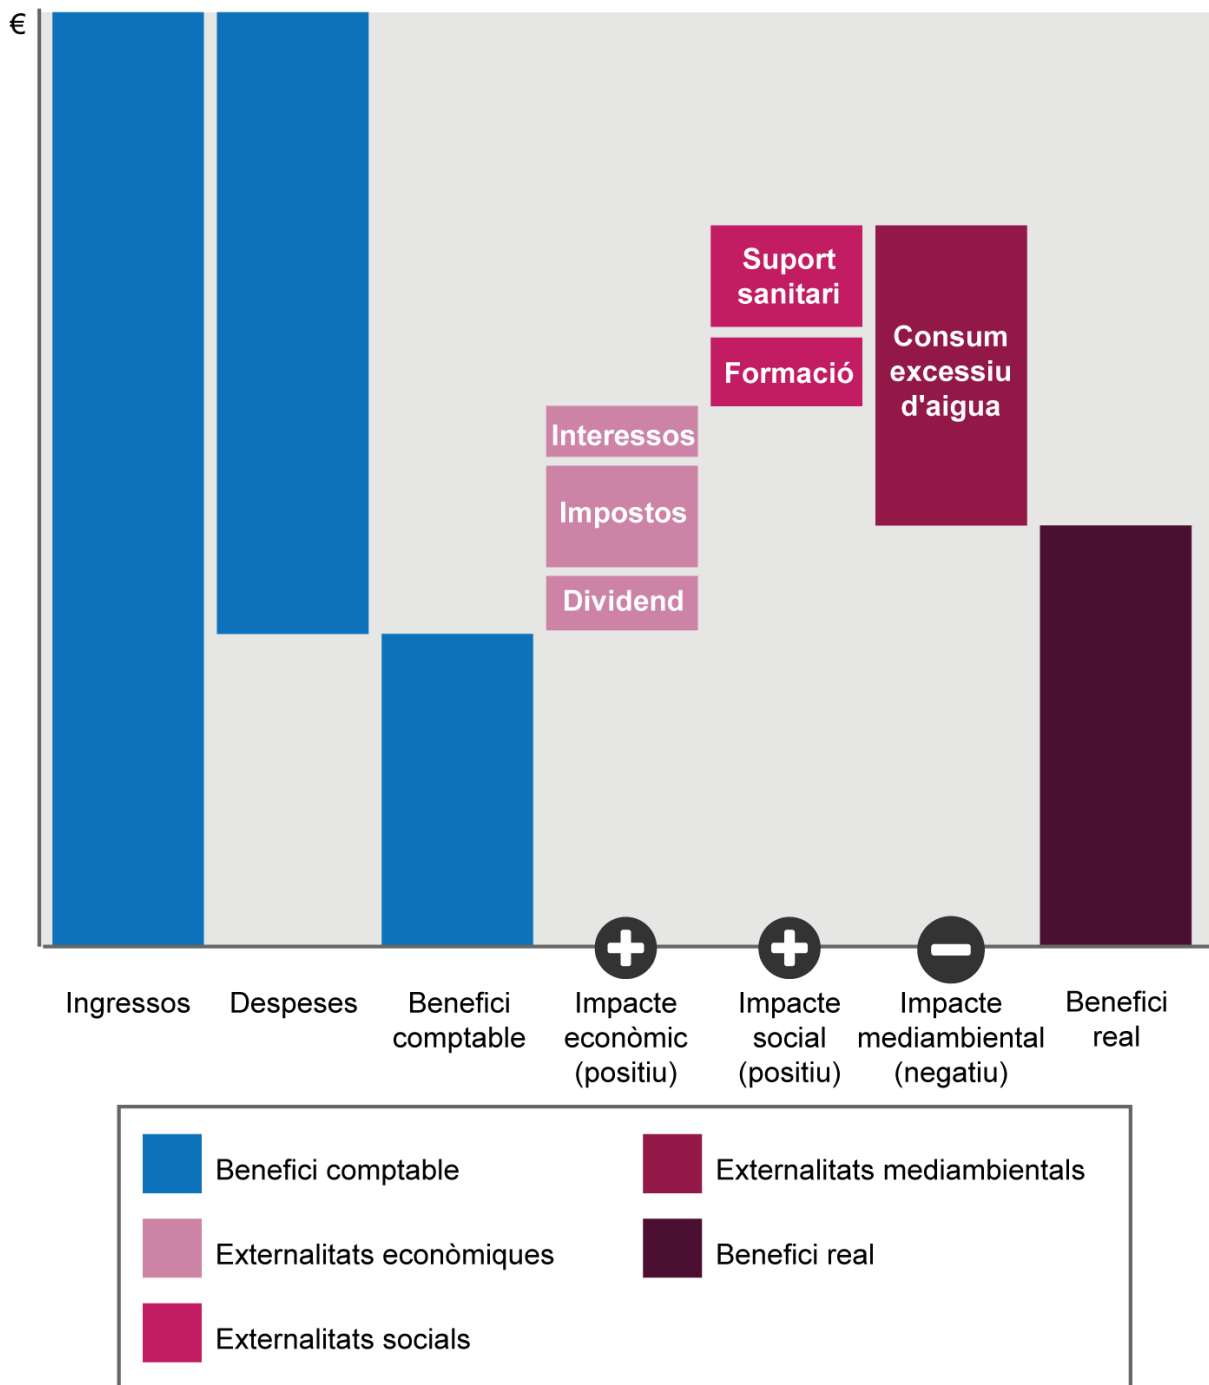 €
Suport
sanitari
Formació
Consum
excessiu
d'aigua
Interessos
Impostos
Dividend
Ingressos
Despeses
Benefici
comptable
Impacte
econòmic
(positiu)
Impacte
social
(positiu)
Impacte
mediambiental
(negatiu)
Benefici
real
Benefici comptable
Externalitats econòmiques
Externalitats socials
Externalitats mediambientals
Benefici real